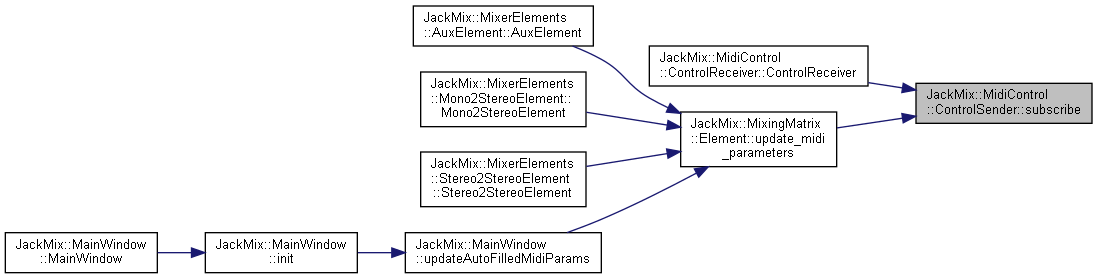 JackMix::MixerElements
::AuxElement::AuxElement
JackMix::MidiControl
::ControlReceiver::ControlReceiver
JackMix::MixerElements
::Mono2StereoElement::
Mono2StereoElement
JackMix::MidiControl
::ControlSender::subscribe
JackMix::MixingMatrix
::Element::update_midi
_parameters
JackMix::MixerElements
::Stereo2StereoElement
::Stereo2StereoElement
JackMix::MainWindow
::MainWindow
JackMix::MainWindow
::init
JackMix::MainWindow
::updateAutoFilledMidiParams